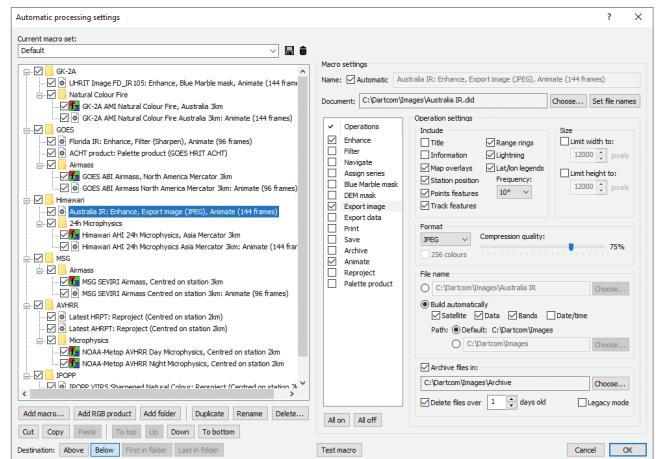 Automatic processing settings
? ×
Current macro set:
Default
GK-2A
UHRIT Image FD_IR105: Enhance, Blue Marble mask, Animate (144 fram
Natural Colour Fire
GK-2A AMI Natural Colour Fire, Australia 3km
GK-2A AMI Natural Colour Fire Australia 3km: Animate (144 frames)
GOES
Florida IR: Enhance, Filter (Sharpen), Animate (96 frames)
ACHT product: Palette product (GOES HRIT ACHT)
Airmass
GOES ABI Airmass, North America Mercator 3km
GOES ABI Airmass North America Mercator 3km: Animate (96 frames)
Himawari
Australia IR: Enhance, Export image (JPEG), Animate (144 frames)
24h Microphysics
Himawari AHI 24h Microphysics, Asia Mercator 3km
Himawari AHI 24h Microphysics Asia Mercator 3km: Animate (144 frar
MSG
Airmass
MSG SEVIRI Airmass, Centred on station 3km
MSG SEVIRI Airmass Centred on station 3km: Animate (96 frames)
AVHRR
Latest HRPT: Reproject (Centred on station 2km)
Latest AHRPT: Reproject (Centred on station 2km)
Microphysics
NOAA-Metop AVHRR Day Microphysics, Centred on station 2km
NOAA-Metop AVHRR Night Microphysics, Centred on station 2km
IPOPP
IPOPP VIIRS Sharpened Natural Colour: Reproject (Centred on station 2k
Add macro... Add RGB product Add folder Duplicate Rename Delete...
Cut Copy Paste To top Up Down To bottom
Destination: Above Below First in folder Last in folder
Macro settings
Name: Automatic Australia IR: Enhance, Export image (JPEG), Animate (144 frames)
Document: C:\Dartcom\Images\Australia IR.dd Choose... Set file names
Operations
Enhance
Filter
Navigate
Assign series
Blue Marble mask
DEM mask
Export image
Export data
Print
Save
Archive
Animate
Reproject
Palette product
All on All off
Operation settings
Include
Title
Information
Map overlays
Station position
Points features
Track features
Range rings
Lightning
Lat/lon legends
Frequency:
10°
Size
Limit width to:
12000 pixels
Limit height to:
12000 pixels
Format
JPEG
Compression quality:
75%
256 colours
File name
C:\Dartcom\Images\Australia IR Choose...
Build automatically
Satellite Data Bands Date/time
Path: Default: C:\Dartcom\Images
C:\Dartcom\Images Choose...
Archive files in:
C:\Dartcom\Images\Archive Choose...
Delete files over 1 days old Legacy mode
Test macro Cancel OK